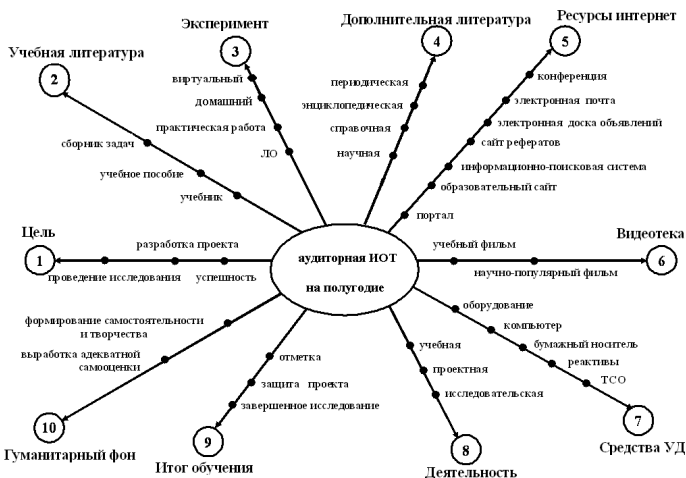 Эксперимент
3
Дополнительная литература
4
Ресурсы интернет
5
Учебная литература
2
виртуальный
домашний
практическая работа
ЛО
периодическая
энциклопедическая
справочная
научная
конференция
электронная почта
электронная доска объявлений
сайт рефератов
информационно-поисковая система
образовательный сайт
портал
сборник задач
учебное пособие
учебник
Цель
1
разработка проекта
проведение исследования
успешность
аудиторная ИОТ
на полугодие
учебный фильм
научно-популярный фильм
Видеотека
6
формирование самостоятельности
и творчества
выработка адекватной
самооценки
10
Гуманитарный фон
отметка
защита проекта
завершенное исследование
9
Итог обучения
учебная
проектная
исследовательская
8
Деятельность
оборудование
компьютер
бумажный носитель
реактивы
ТСО
7
Средства УД